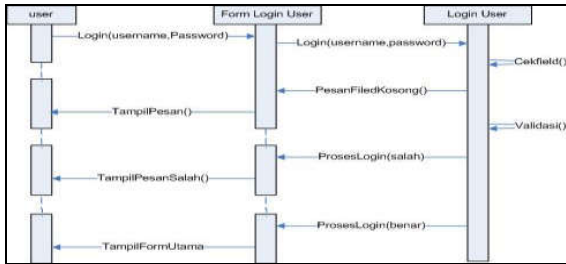 user
Form Login User
Login User
Login(username,Password)
Login(username,password)
Cekfield()
PesanFiledKosong()
TampilPesan()
Validasi()
ProsesLogin(salah)
TampilPesanSalah()
ProsesLogin(benar)
TampilFormUtama